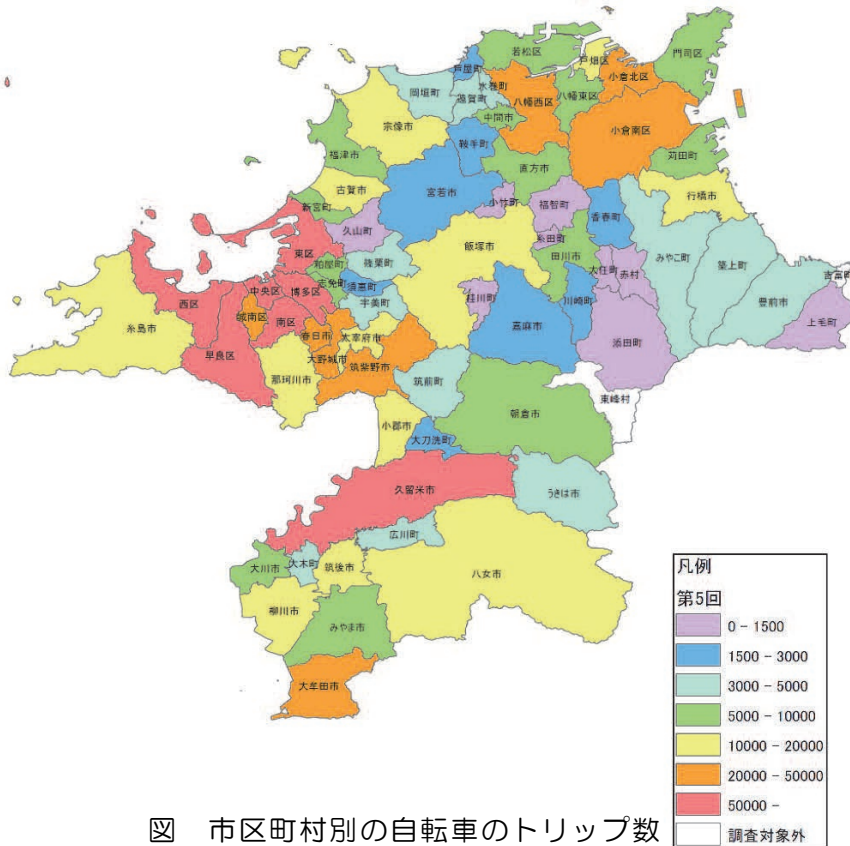 若松区
門司区
戸畑区
小倉北区
芦屋町
水巻町
岡垣町
遠賀町
八幡西区
八幡東区
中間市
小倉南区
宗像市
鞍手町
福津市
直方市
苅田町
宮若市
古賀市
小竹町
福智町
香春町
行橋市
新宮町
久山町
糸田町
飯塚市
田川市
みやこ町
東区
篠栗町
大任町
赤村
築上町
粕屋町
志免町
須恵町
吉富町
中央区
博多区
西区
宇美町
桂川町
川崎町
豊前市
城南区
南区
上毛町
糸島市
春日市
太宰府市
嘉麻市
添田町
早良区
大野城市
筑紫野市
那珂川市
筑前町
東峰村
朝倉市
小郡市
大刀洗町
久留米市
うきは市
広川町
大川市
大木町
筑後市
八女市
柳川市
みやま市
大牟田市
凡例
第5回
0 - 1500
1500 - 3000
3000 - 5000
5000 - 10000
10000 - 20000
20000 - 50000
50000 -
調査対象外
図　市区町村別の自転車のトリップ数